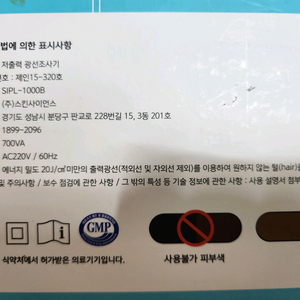 법에 의한 표시사항
저출력 광선조사기
번호 : 제인15-320호
SIPL-1000B
(주)스킨사이언스
경기도 성남시 분당구 판교로 228번길 15, 3동 201호
1899-2096
700VA
AC220V / 60Hz
에너지 밀도 20J/㎠미만의 출력광선(적외선 및 자외선 제외)를 이용하여 원하지 않는 털(hair)를
및 주의사항 / 보수 점검에 관한 사항 / 그 밖의 특성 등 기술 정보에 관한 사항 : 사용 설명서 첨부
GMP
식약처에서 허가받은 의료기기입니다.
사용불가 피부색